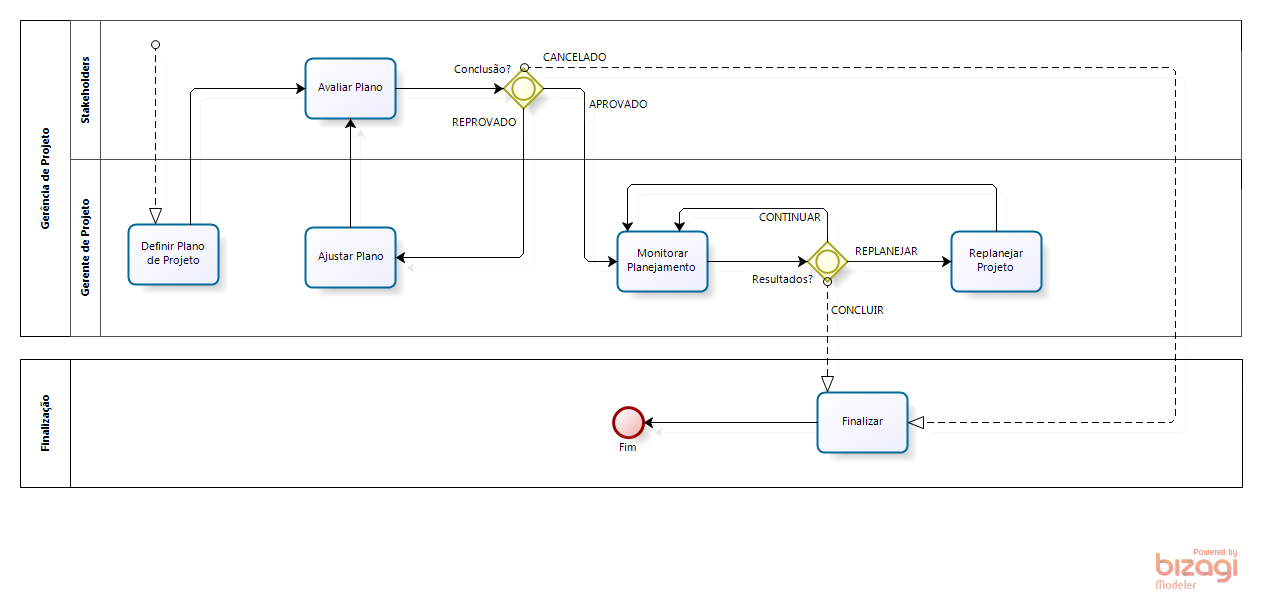 Gerência de Projeto
Stakeholders
Avaliar Plano
Conclusão?
CANCELADO
APROVADO
REPROVADO
Gerente de Projeto
Definir Plano
de Projeto
Ajustar Plano
Monitorar
Planejamento
CONTINUAR
Resultados?
REPLANEJAR
Replanejar
Projeto
CONCLUIR
Finalização
Fim
Finalizar
Powered by
bizagi
Modeler